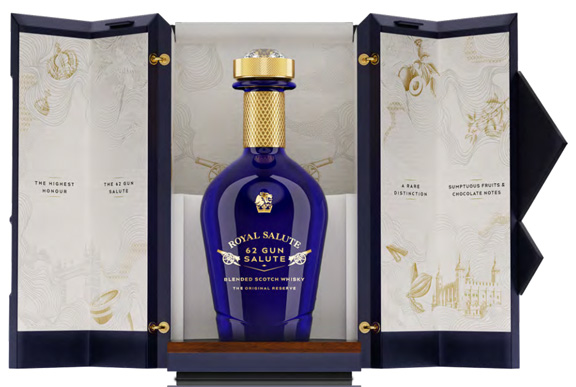 THE HIGHEST
HONOUR
THE 62 GUN
SALUTE
ROYAL SALUTE
62 GUN
SALUTE
BLENDED SCOTCH WHISKY
THE ORIGINAL RESERVE
A RARE
DISTINCTION
SUMPTUOUS FRUITS &
CHOCOLATE NOTES